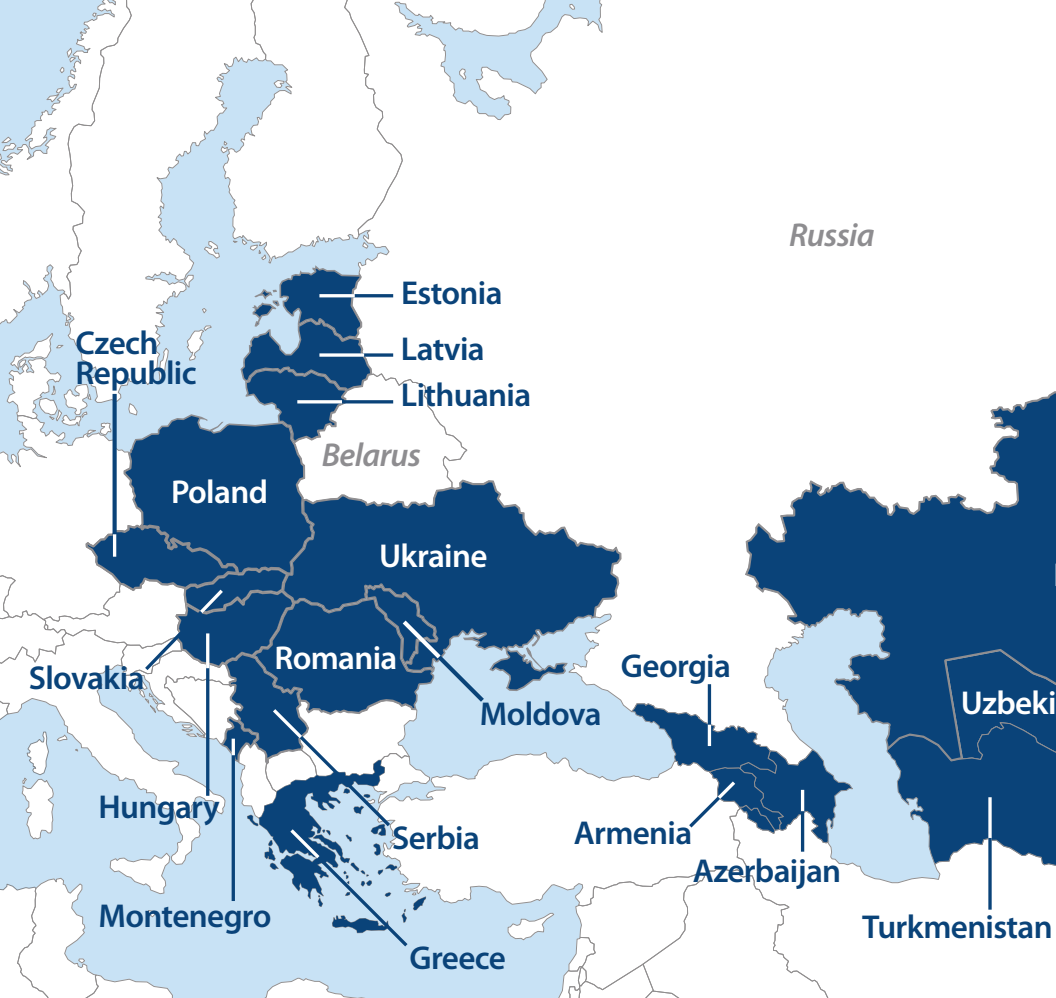 Russia
Estonia
Czech
Republic
Latvia
Lithuania
Belarus
Poland
Ukraine
Romania
Georgia
Slovakia
Uzbeki
Moldova
Hungary
Serbia
Armenia
Azerbaijan
Montenegro
Turkmenistan
Greece